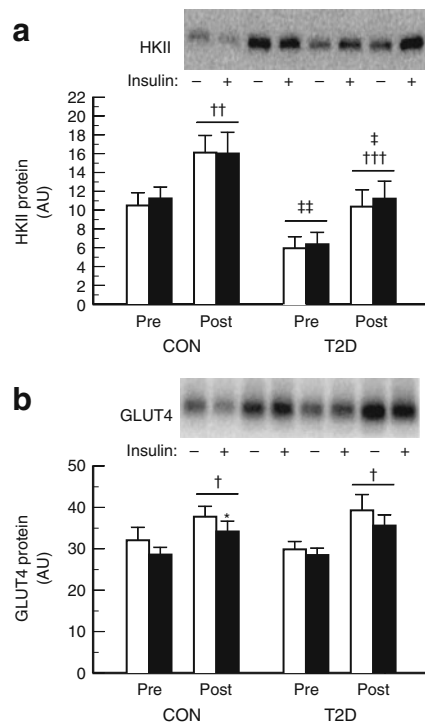 a
HKII
Insulin: – + – + – + – +
HKII protein
(AU)
22
20
18
16
14
12
10
8
6
4
2
0
††
‡‡
‡
†††
Pre Post Pre Post
CON T2D
b
GLUT4
Insulin: – + – + – + – +
GLUT4 protein
(AU)
50
40
30
20
10
0
†
*
†
Pre Post Pre Post
CON T2D